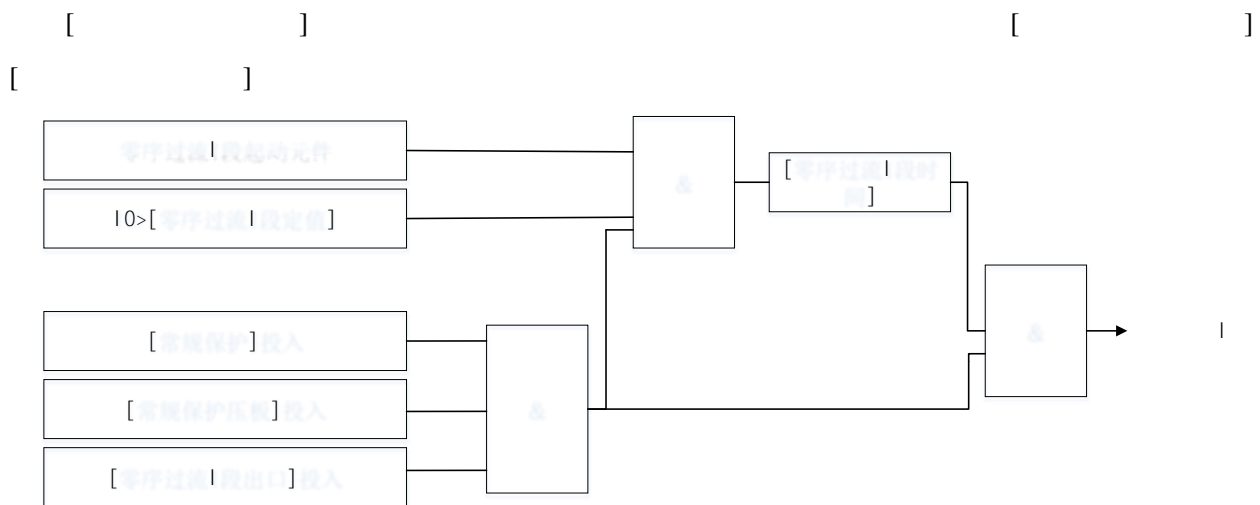 [ ] [ ]
[ ]
零序过流I段起动元件
I0>[零序过流I段定值]
&
[零序过流I段时
间]
[常规保护]投入
&
I
[常规保护压板]投入
&
[零序过流I段出口]投入